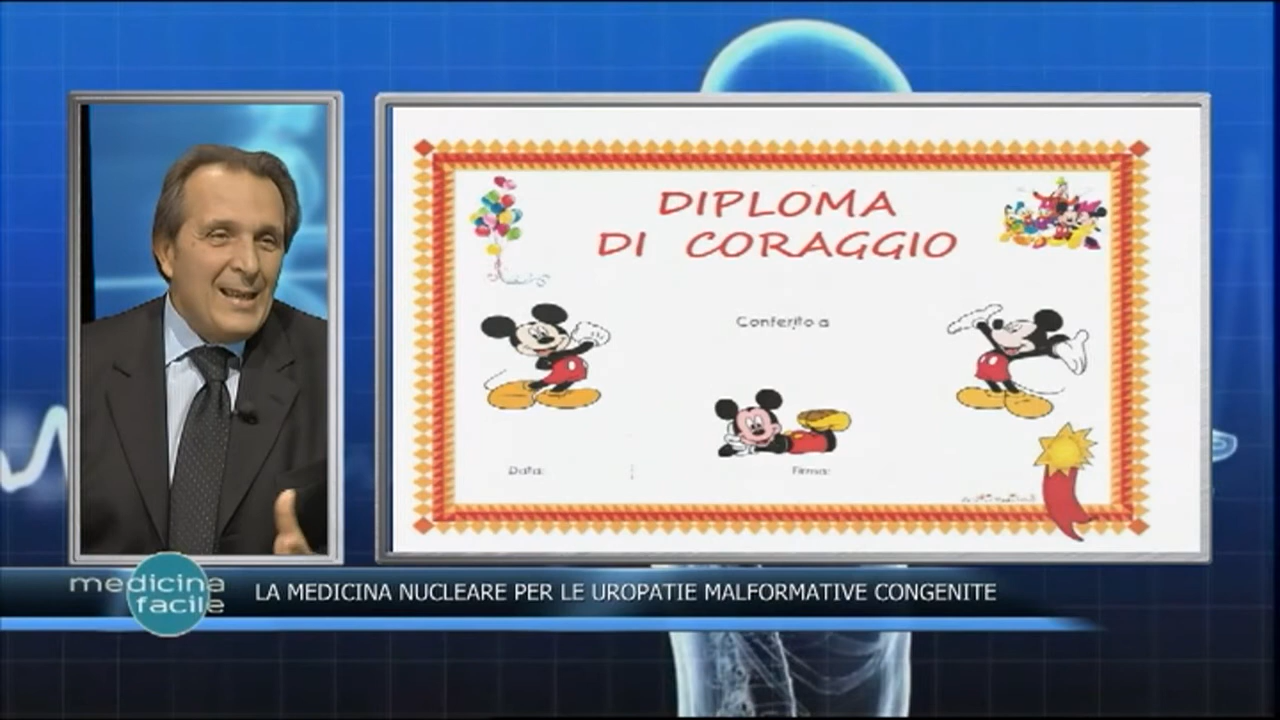 DIPLOMA
DI CORAGGIO
Conferito a
Data:
Firma:
medicina
facile
LA MEDICINA NUCLEARE PER LE UROPATIE MALFORMATIVE CONGENITE